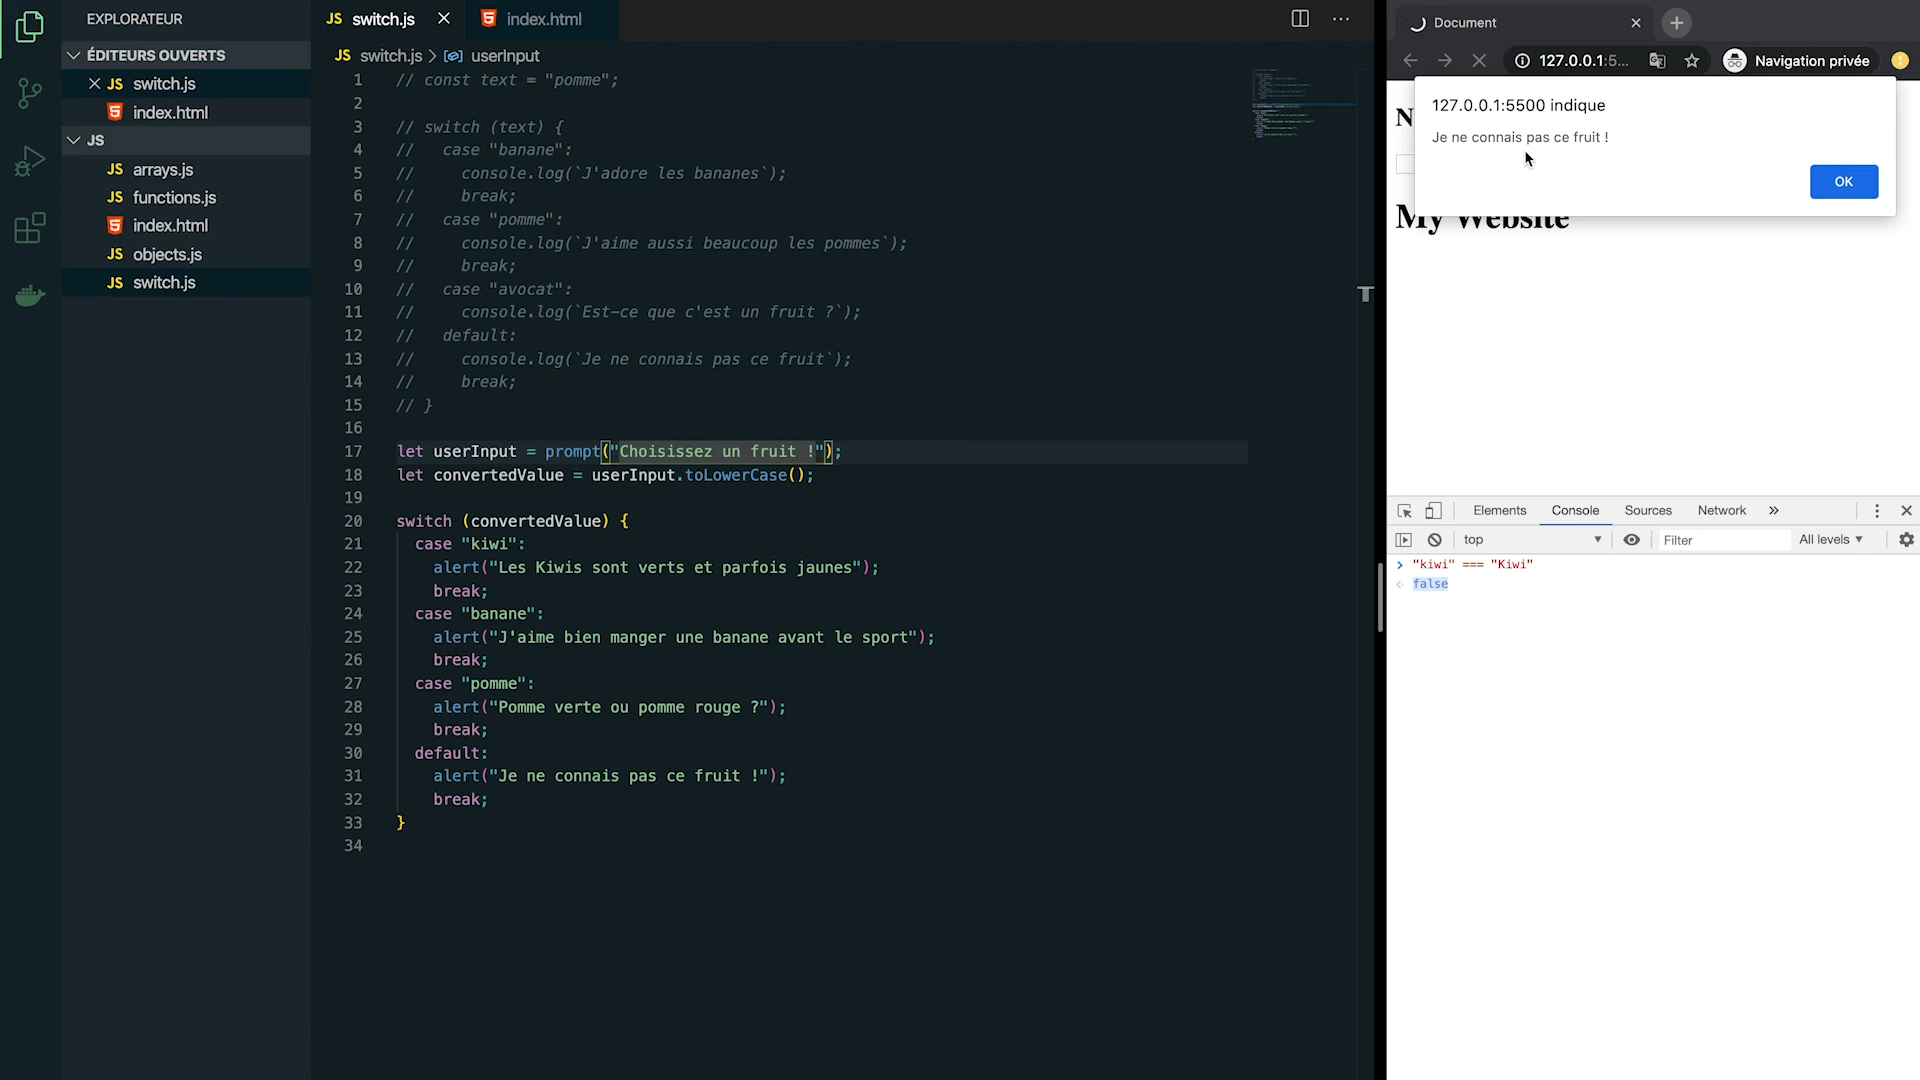 EXPLORATEUR
ÉDITEURS OUVERTS
JS switch.js
index.html
JS
JS arrays.js
JS functions.js
index.html
JS objects.js
JS switch.js
JS switch.js
index.html
JS switch.js > userInput
1 // const text = "pomme";
2
3 // switch (text) {
4 //   case "banane":
5 //     console.log(`J'adore les bananes`);
6 //     break;
7 //   case "pomme":
8 //     console.log(`J'aime aussi beaucoup les pommes`);
9 //     break;
10 //   case "avocat":
11 //     console.log(`Est-ce que c'est un fruit ?`);
12 //   default:
13 //     console.log(`Je ne connais pas ce fruit`);
14 //     break;
15 // }
16
17 let userInput = prompt("Choisissez un fruit !");
18 let convertedValue = userInput.toLowerCase();
19
20 switch (convertedValue) {
21   case "kiwi":
22     alert("Les Kiwis sont verts et parfois jaunes");
23     break;
24   case "banane":
25     alert("J'aime bien manger une banane avant le sport");
26     break;
27   case "pomme":
28     alert("Pomme verte ou pomme rouge ?");
29     break;
30   default:
31     alert("Je ne connais pas ce fruit !");
32     break;
33 }
34
Document
127.0.0.1:5... Navigation privée
127.0.0.1:5500 indique
Je ne connais pas ce fruit !
OK
N
My Website
Elements Console Sources Network »
top Filter All levels
> "kiwi" === "Kiwi"
false